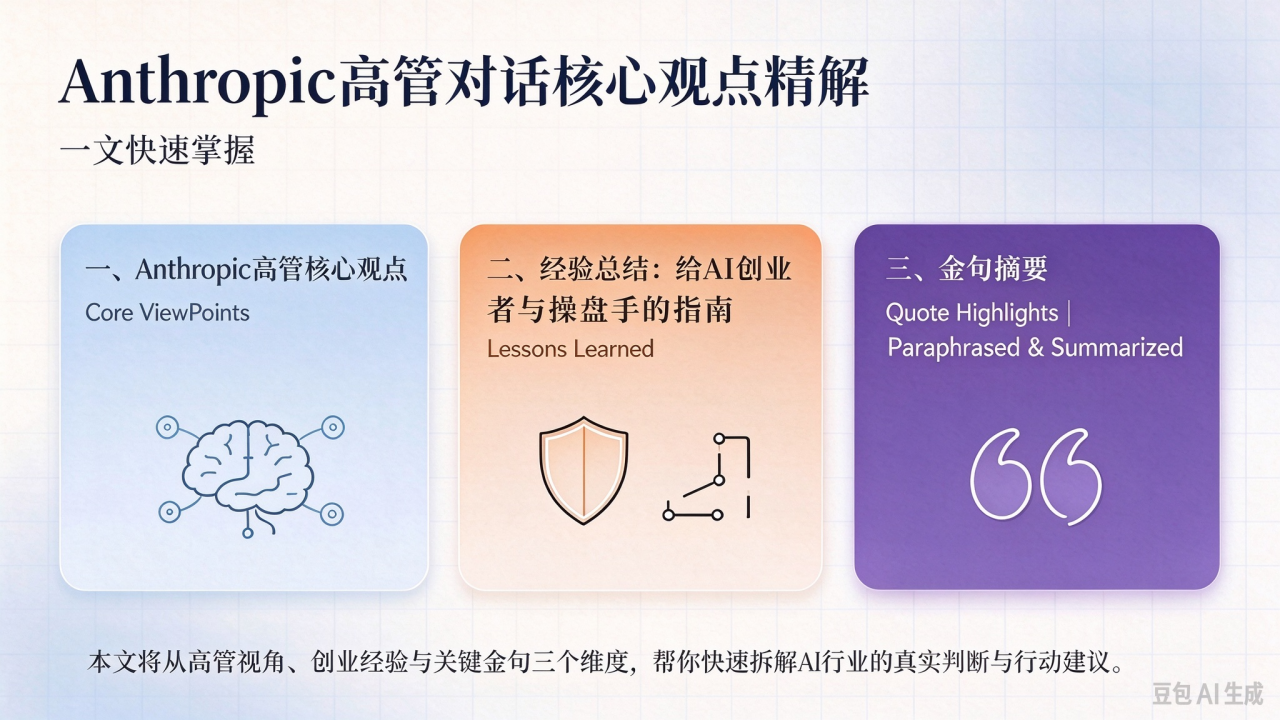 Anthropic高管对话核心观点精解
一文快速掌握
一、Anthropic高管核心观点
Core ViewPoints
二、经验总结：给AI创业
者与操盘手的指南
Lessons Learned
三、金句摘要
Quote Highlights |
Paraphrased & Summarized
本文将从高管视角、创业经验与关键金句三个维度，帮你快速拆解AI行业的真实判断与行动建议。
豆包 AI 生成